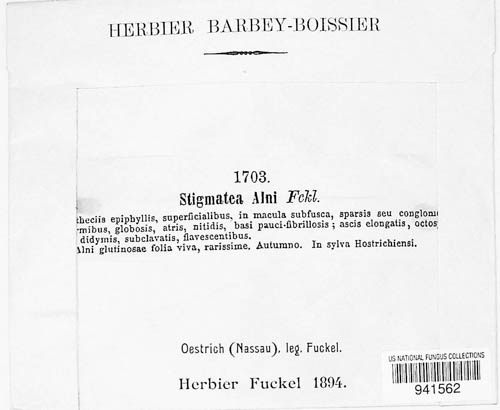 HERBIER BARBEY-BOISSIER
1703.
Stigmatea Alni Fckl.
theciis epiphyllis, superficialibus, in macula subfusca, sparsis seu conglom
mibus, globosis, atris, nitidis, basi pauci-fibrillosis; ascis elongatis, octos
didymis, subclavatis, flavescentibus.
Alni glutinosae folia viva, rarissime. Autumno. In sylva Hostrichiensi.
Oestrich (Nassau), leg. Fuckel.
Herbier Fuckel 1894.
US NATIONAL FUNGUS COLLECTIONS
941562